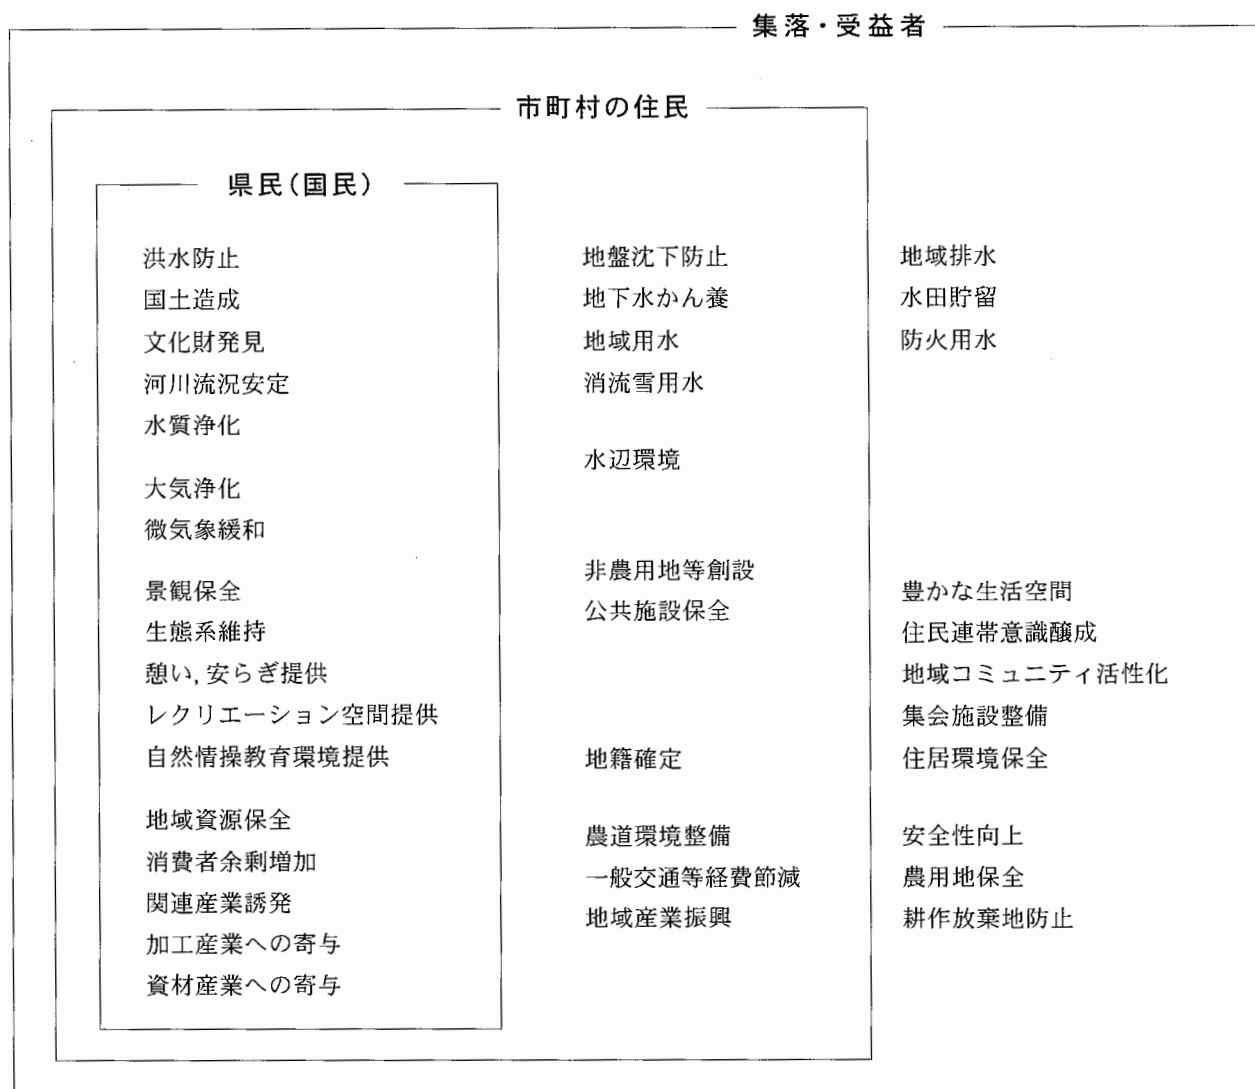 集落・受益者
市町村の住民
県民(国民)
洪水防止
国土造成
文化財発見
河川流況安定
水質浄化
大気浄化
微気象緩和
景観保全
生態系維持
憩い,安らぎ提供
レクリエーション空間提供
自然情操教育環境提供
地域資源保全
消費者余剰増加
関連産業誘発
加工産業への寄与
資材産業への寄与
地盤沈下防止
地下水かん養
地域用水
消流雪用水
水辺環境
非農用地等創設
公共施設保全
地籍確定
農道環境整備
一般交通等経費節減
地域産業振興
地域排水
水田貯留
防火用水
豊かな生活空間
住民連帯意識醸成
地域コミュニティ活性化
集会施設整備
住居環境保全
安全性向上
農用地保全
耕作放棄地防止